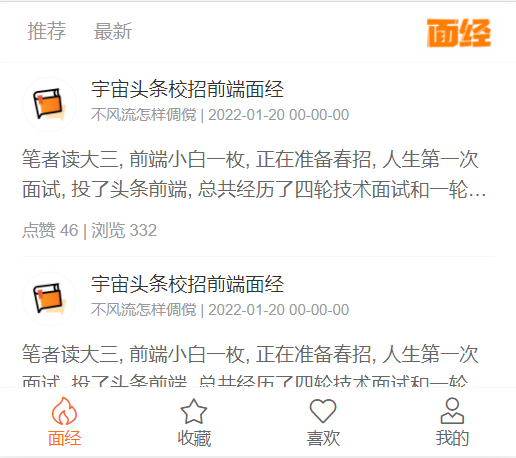 推荐 最新 面经
宇宙头条校招前端面经
不风流怎样倜傥 | 2022-01-20 00-00-00
笔者读大三, 前端小白一枚, 正在准备春招, 人生第一次
面试, 投了头条前端, 总共经历了四轮技术面试和一轮...
点赞 46 | 浏览 332
宇宙头条校招前端面经
不风流怎样倜傥 | 2022-01-20 00-00-00
笔者读大三, 前端小白一枚, 正在准备春招, 人生第一次
面试, 投了头条前端, 总共经历了四轮技术面试和一轮
面经 收藏 喜欢 我的